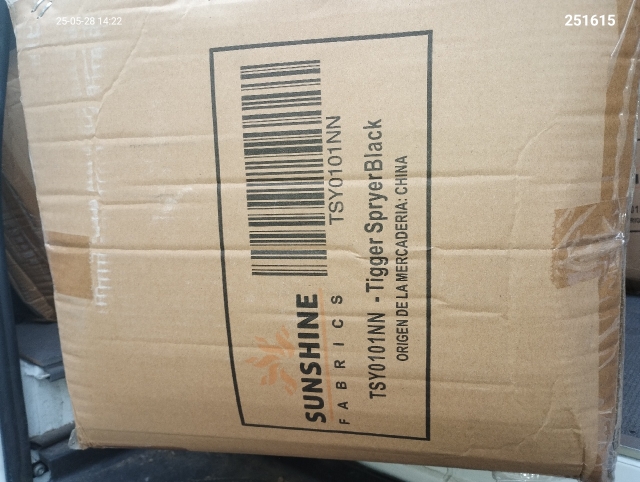 25-05-28 14:22
251615
SUNSHINE
FABRICS
TSY0101NN
TSY0101NN - Tigger SpryerBlack
ORIGEN DE LA MERCADERIA: CHINA